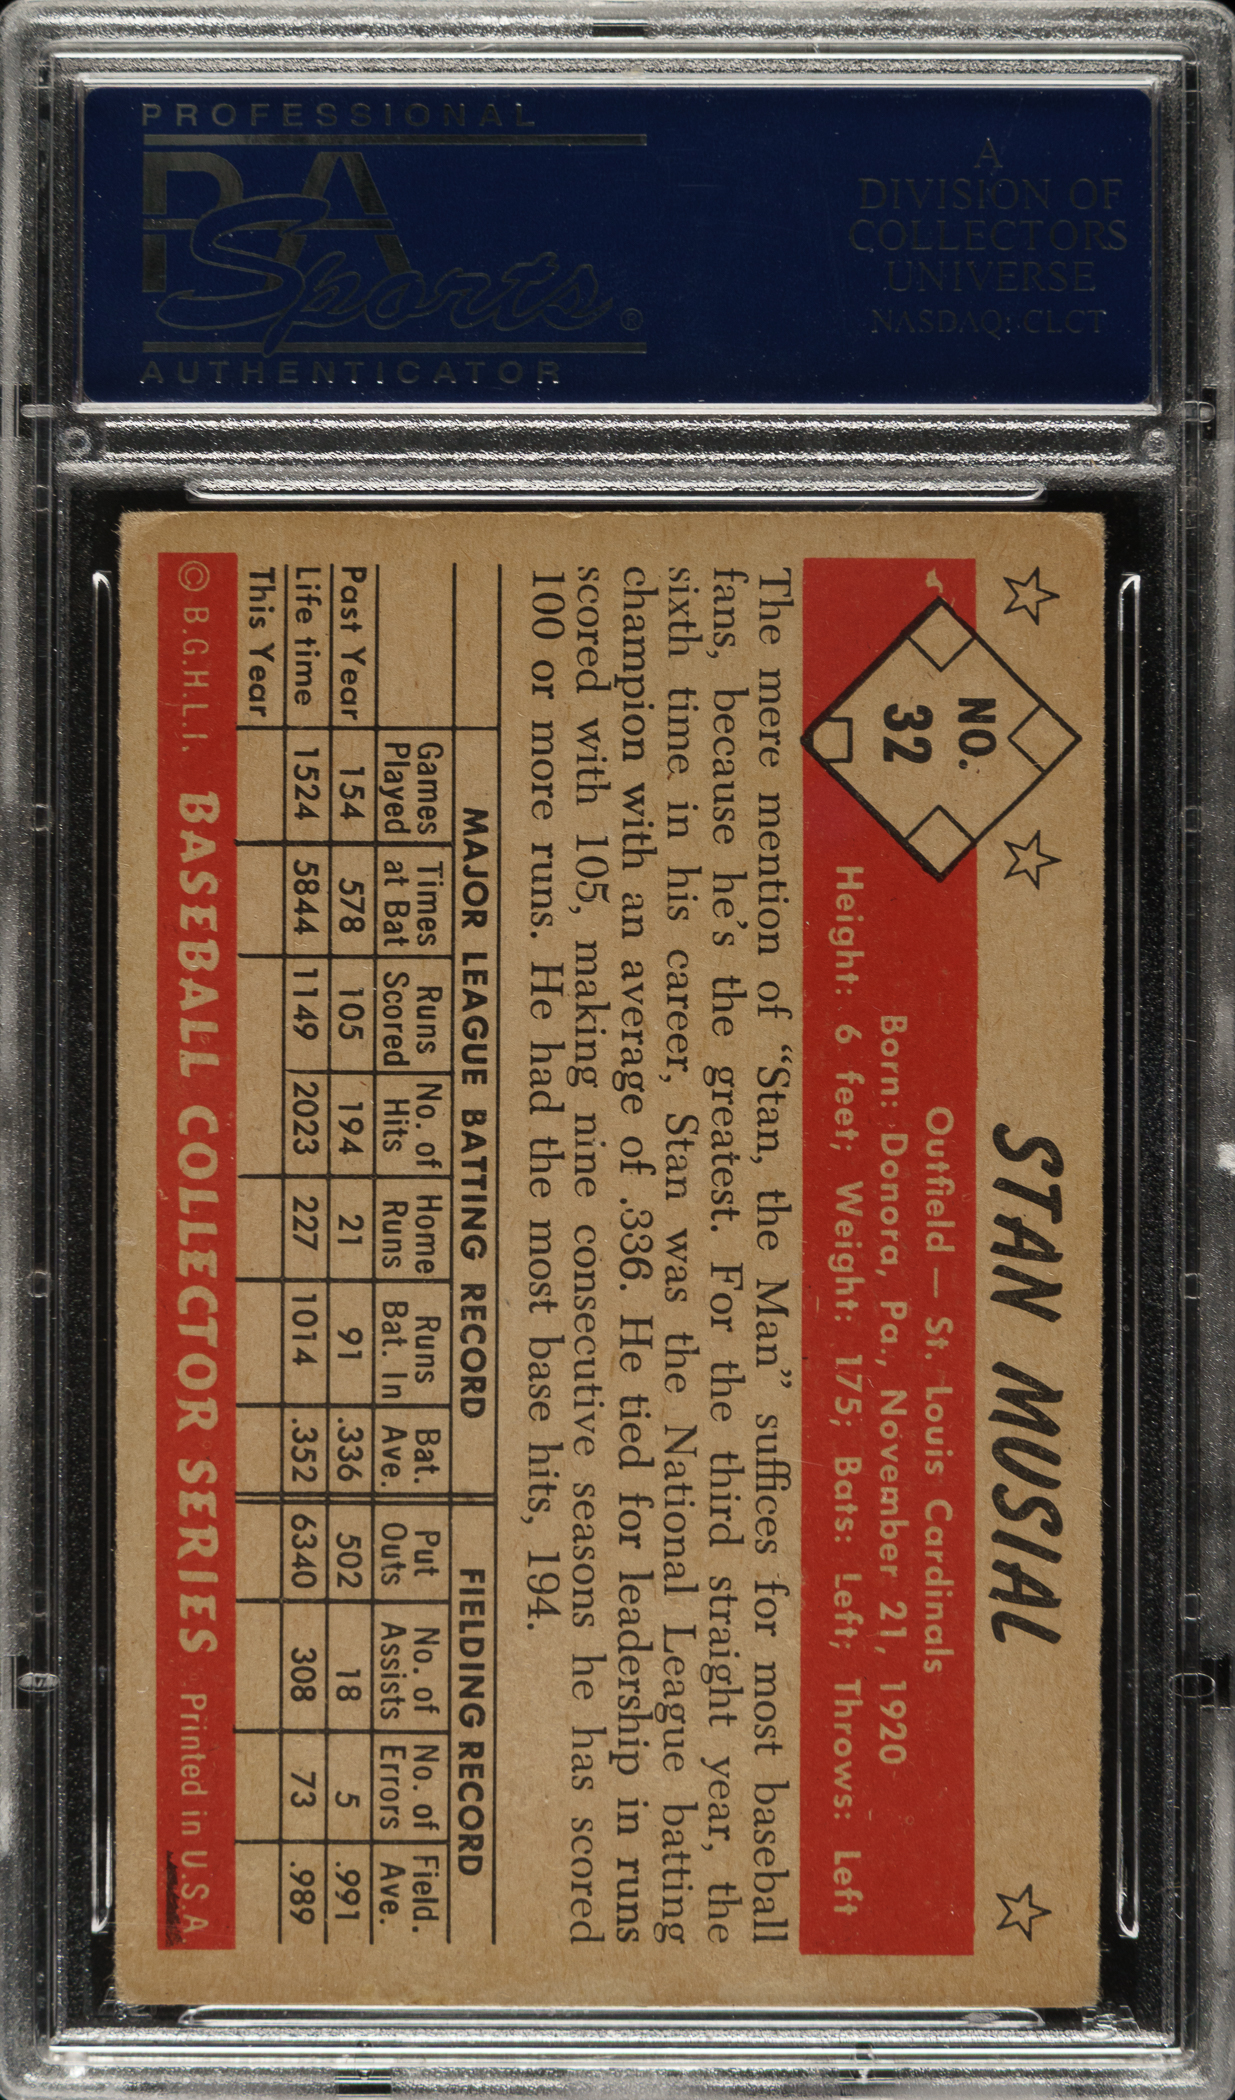 PROFESSIONAL
PSA
Sports®
AUTHENTICATOR
A
DIVISION OF
COLLECTORS
UNIVERSE
NASDAQ: CLCT
STAN MUSIAL
NO.
32
Outfield — St. Louis Cardinals
Born: Donora, Pa., November 21, 1920
Height: 6 feet; Weight: 175; Bats: Left; Throws: Left
The mere mention of “Stan, the Man” suffices for most baseball
fans, because he's the greatest. For the third straight year, the
sixth time in his career, Stan was the National League batting
champion with an average of .336. He tied for leadership in runs
scored with 105, making nine consecutive seasons he has scored
100 or more runs. He had the most base hits, 194.
MAJOR LEAGUE BATTING RECORD FIELDING RECORD
Games Times Runs No. of Home Runs Bat. Put No. of No. of Field.
Played at Bat Scored Hits Runs Bat. In Ave. Outs Assists Errors Ave.
Past Year 154 578 105 194 21 91 .336 502 18 5 .991
Life time 1524 5844 1149 2023 227 1014 .352 6340 308 73 .989
This Year
© B.G.H.L.I. BASEBALL COLLECTOR SERIES Printed in U.S.A.